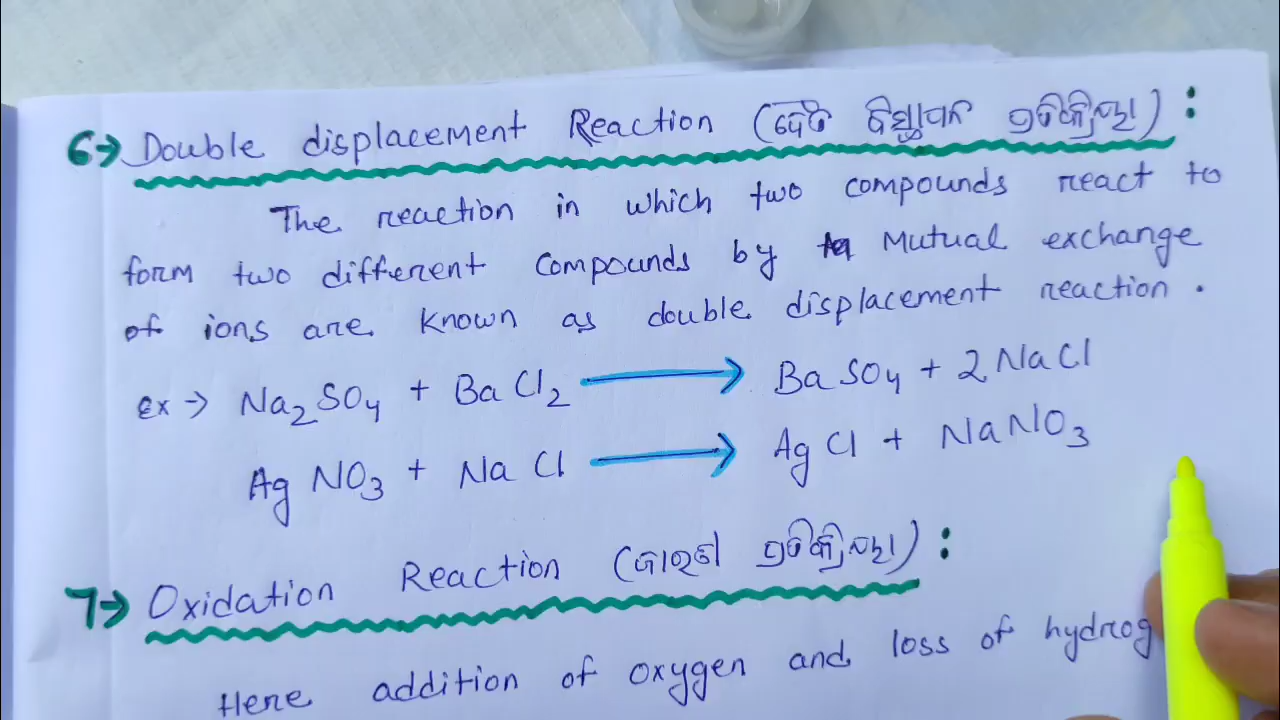 6→ Double displacement Reaction (ଦୈତ ବିସ୍ଥାପନ ପ୍ରତିକ୍ରିୟା) :
The reaction in which two compounds react to
form two different compounds by Mutual exchange
of ions are known as double displacement reaction.
ex → Na₂SO₄ + BaCl₂ ⟶ BaSO₄ + 2NaCl
AgNO₃ + NaCl ⟶ AgCl + NaNO₃
7→ Oxidation Reaction (ଜାରଣ ପ୍ରତିକ୍ରିୟା) :
Here addition of oxygen and loss of hydrog